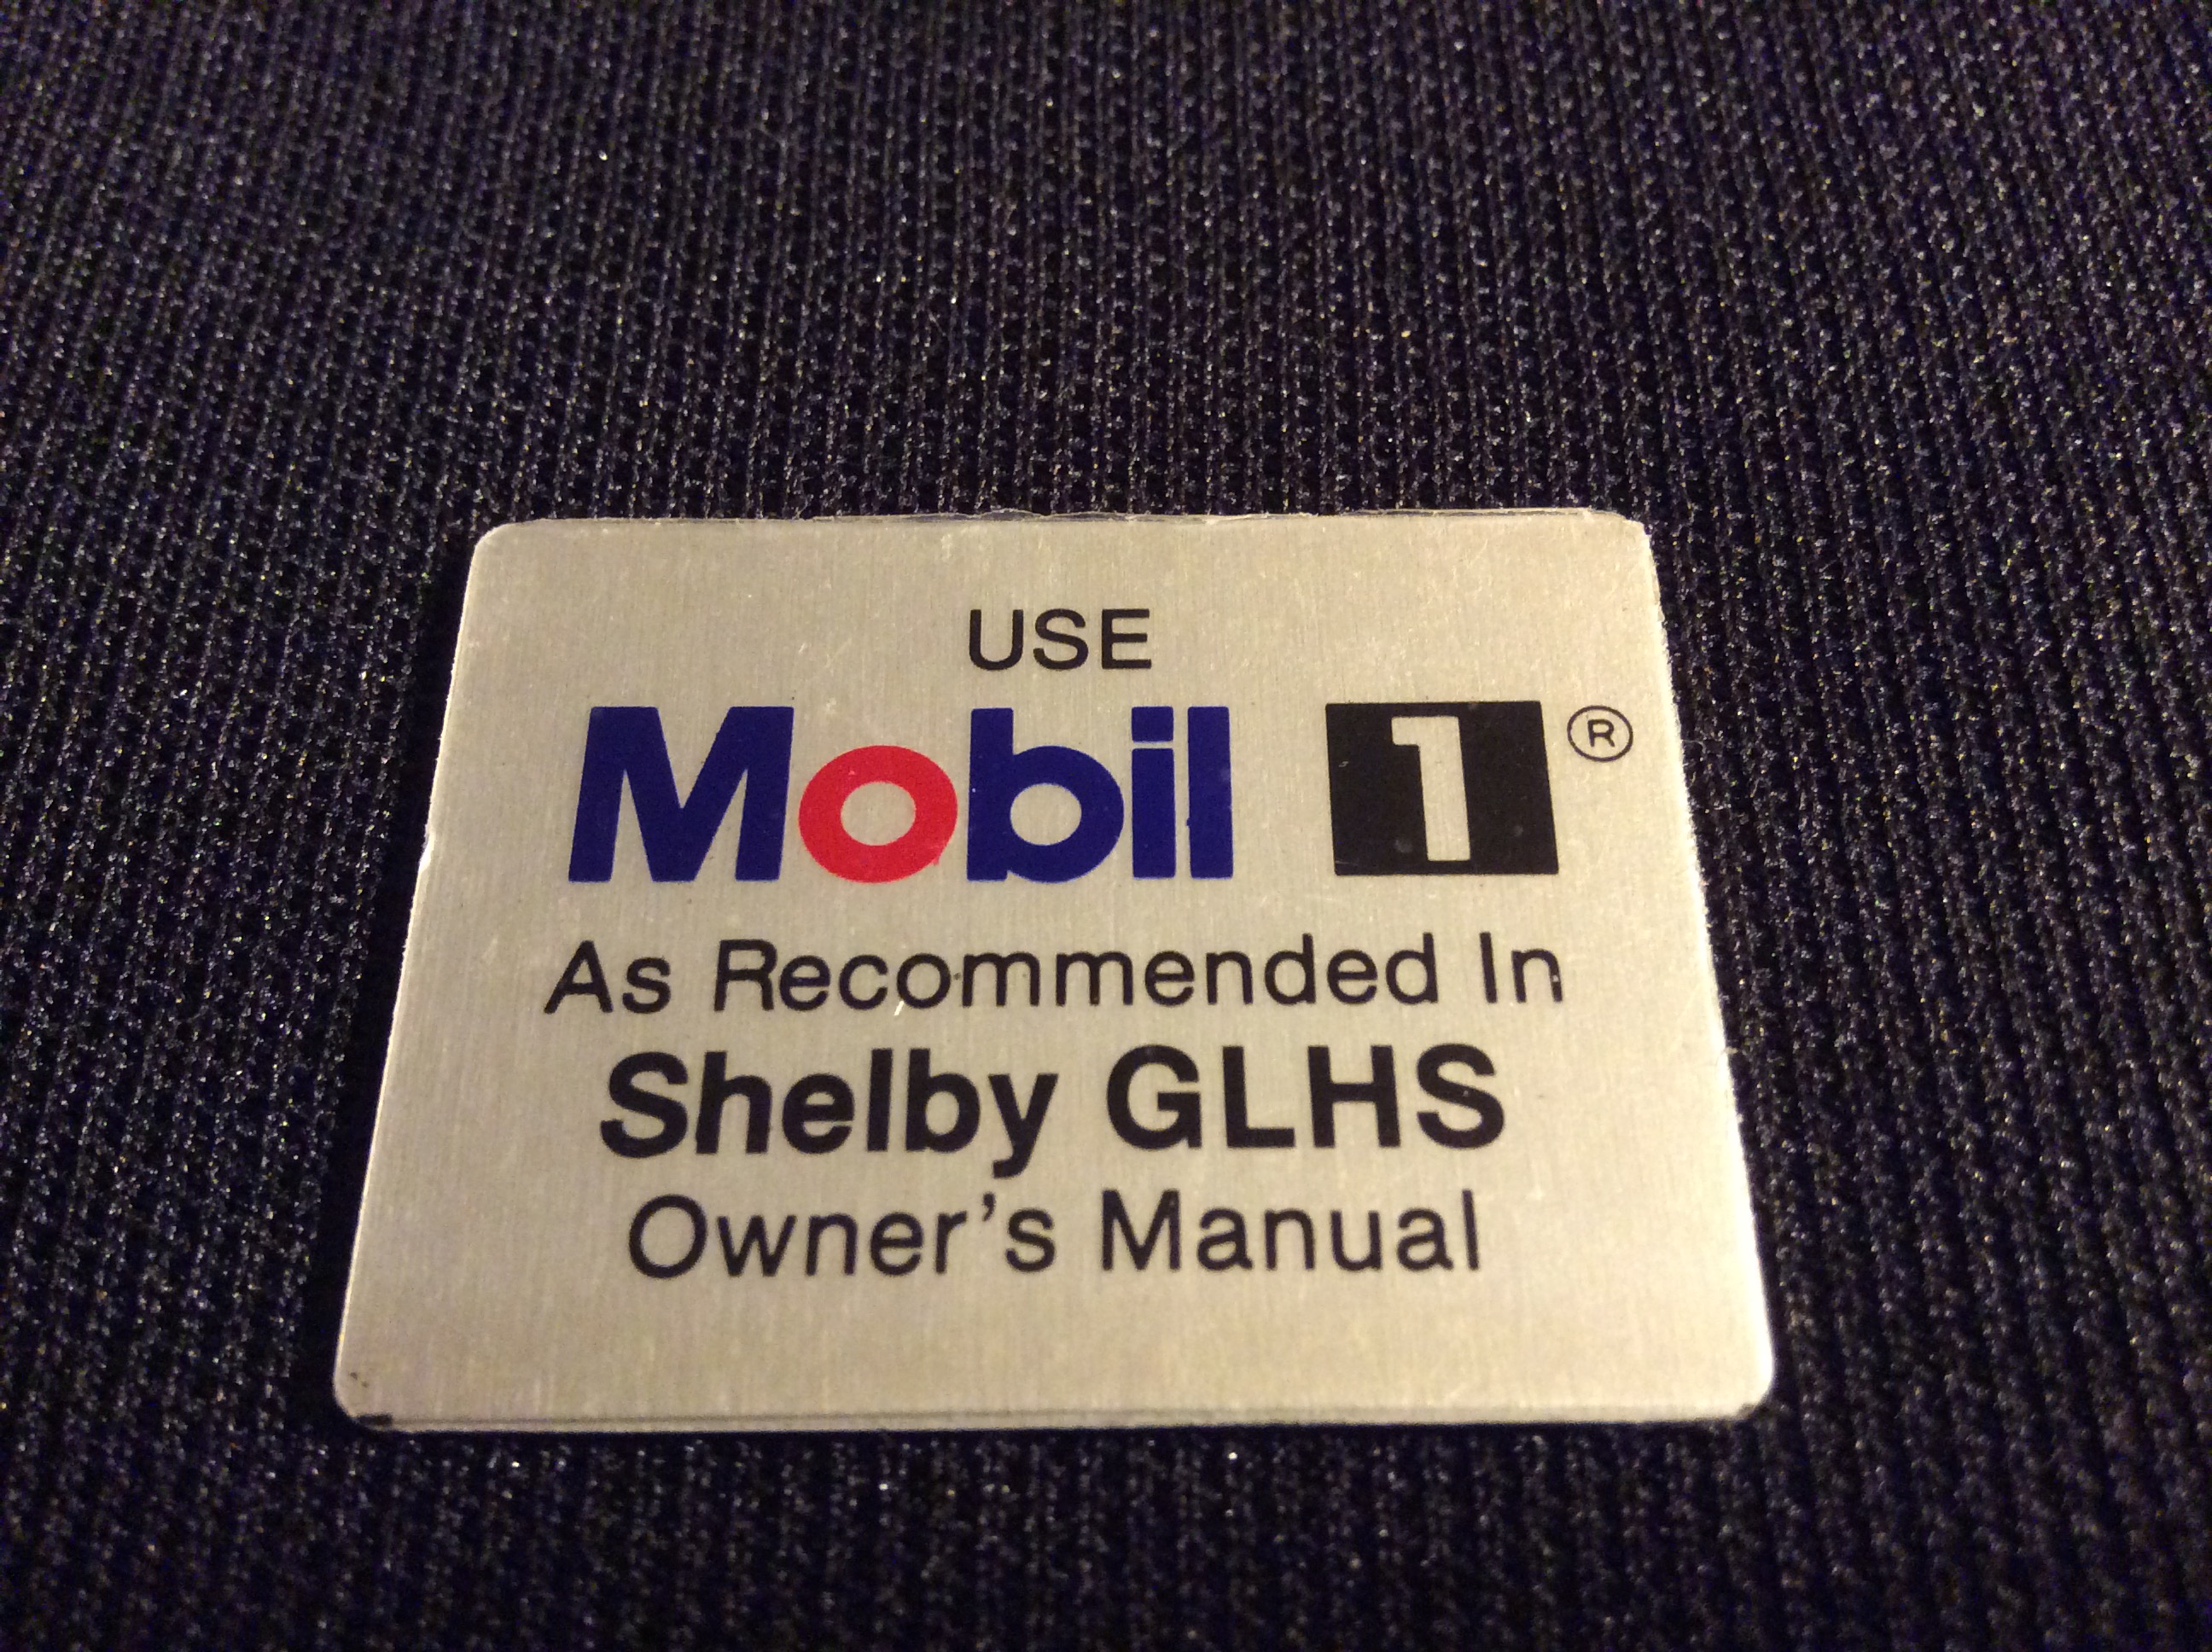 USE
Mobil 1®
As Recommended In
Shelby GLHS
Owner's Manual